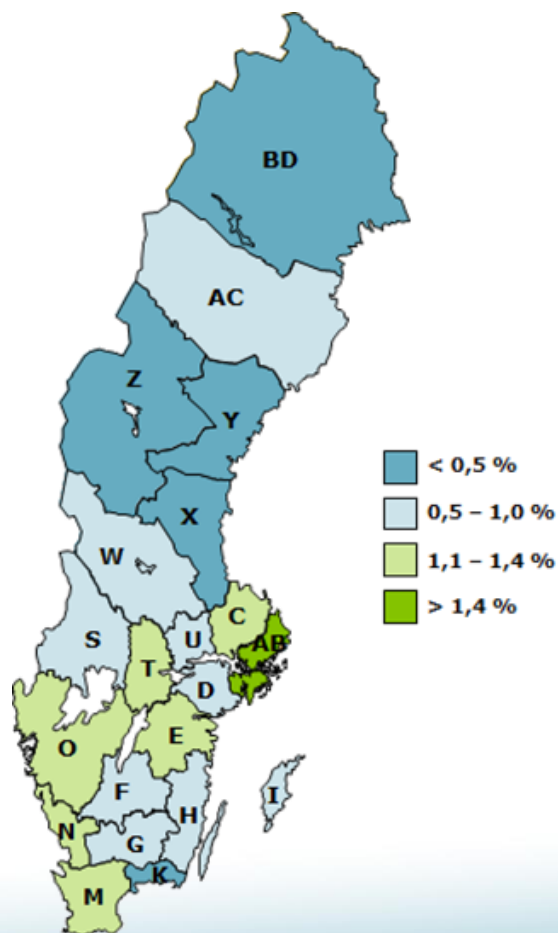 BD
AC
Z
Y
< 0,5 %
X
0,5 – 1,0 %
W
1,1 – 1,4 %
C
> 1,4 %
S
U
AB
T
D
E
O
F
I
H
N
G
K
M